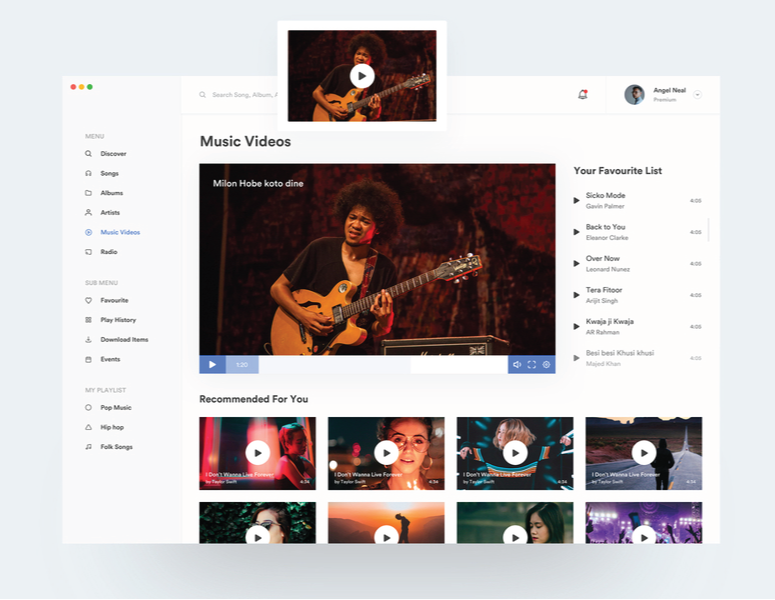 Search Song, Album, A
Angel Neal
Premium
MENU
Discover
Songs
Albums
Artists
Music Videos
Radio
SUB MENU
Favourite
Play History
Download Items
Events
MY PLAYLIST
Pop Music
Hip hop
Folk Songs
Music Videos
Milon Hobe koto dine
1:20
Your Favourite List
Sicko Mode
Gavin Palmer
4:05
Back to You
Eleanor Clarke
4:05
Over Now
Leonard Nunez
4:05
Tera Fitoor
Arijit Singh
4:05
Kwaja ji Kwaja
AR Rahman
4:05
Besi besi Khusi khusi
Majed Khan
4:05
Recommended For You
I Don't Wanna Live Forever
by Taylor Swift
4:34
I Don't Wanna Live Forever
by Taylor Swift
4:34
I Don't Wanna Live Forever
by Taylor Swift
4:34
I Don't Wanna Live Forever
by Taylor Swift
4:34